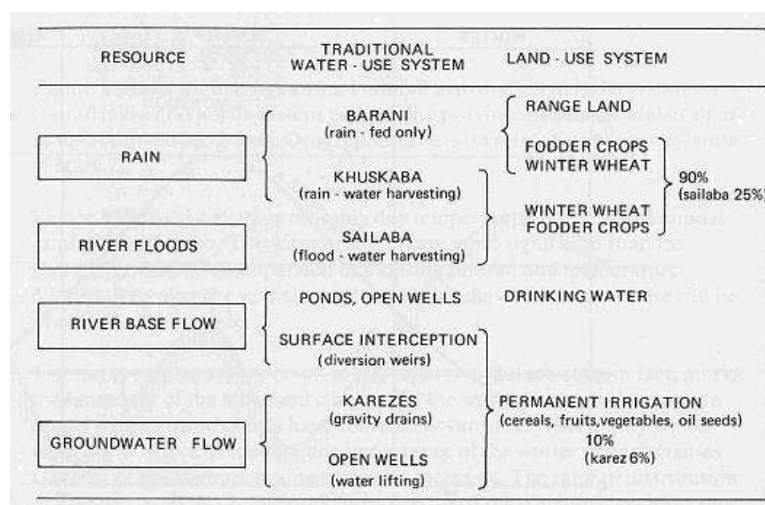 RESOURCE
TRADITIONAL
WATER - USE SYSTEM
LAND - USE SYSTEM
RAIN
RIVER FLOODS
RIVER BASE FLOW
GROUNDWATER FLOW
BARANI
(rain - fed only)
KHUSKABA
(rain - water harvesting)
SAILABA
(flood - water harvesting)
PONDS, OPEN WELLS
SURFACE INTERCEPTION
(diversion weirs)
KAREZES
(gravity drains)
OPEN WELLS
(water lifting)
RANGE LAND
FODDER CROPS
WINTER WHEAT
WINTER WHEAT
FODDER CROPS
90%
(sailaba 25%)
DRINKING WATER
PERMANENT IRRIGATION
(cereals, fruits, vegetables, oil seeds)
10%
(karez 6%)